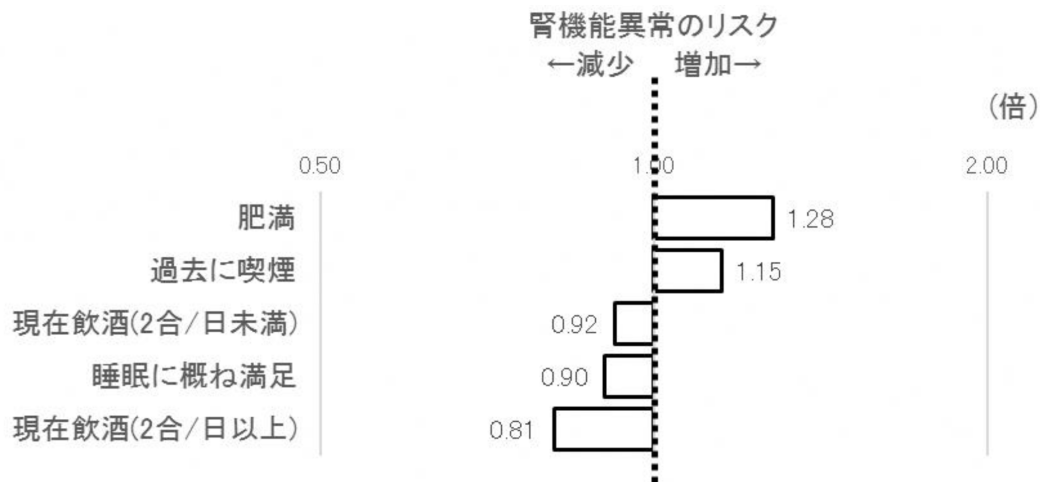 腎機能異常のリスク
←減少 増加→
(倍)
0.50 1.00 2.00
肥満 1.28
過去に喫煙 1.15
現在飲酒(2合/日未満) 0.92
睡眠に概ね満足 0.90
現在飲酒(2合/日以上) 0.81